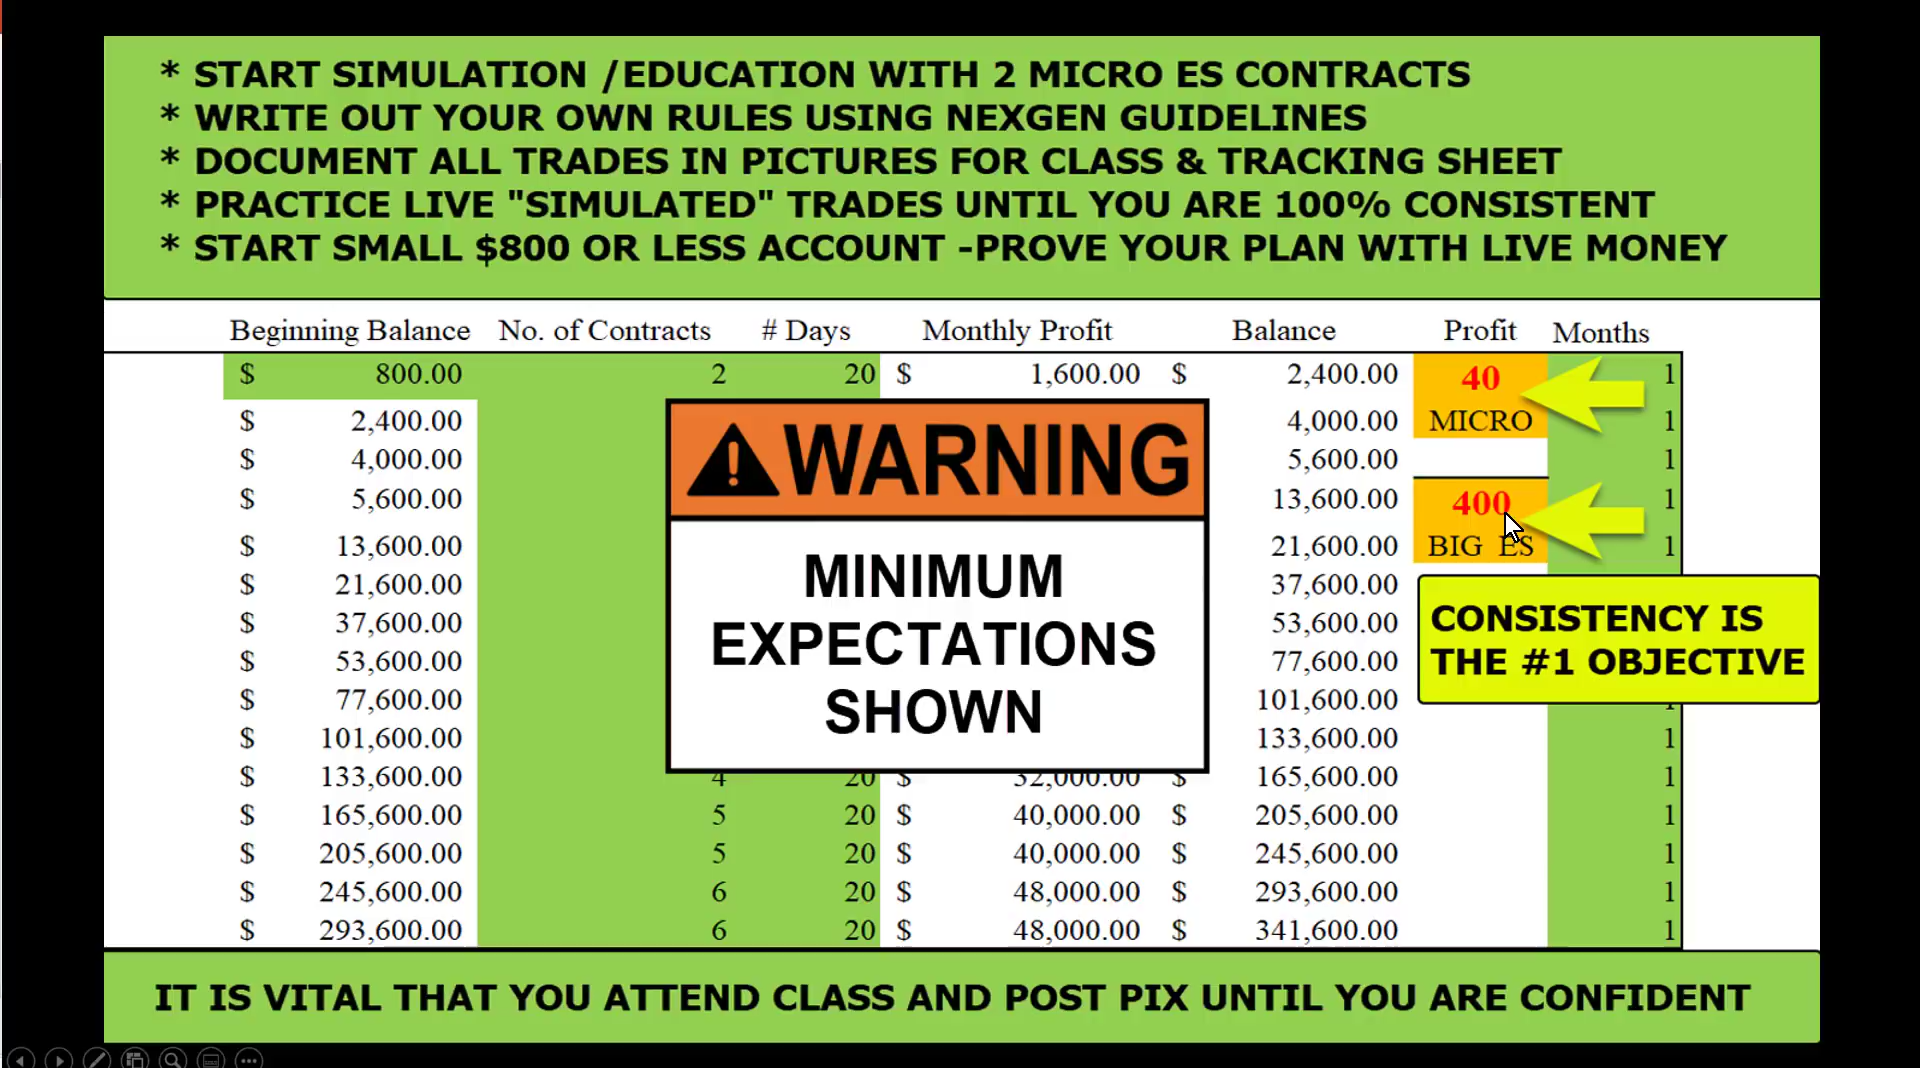 * START SIMULATION /EDUCATION WITH 2 MICRO ES CONTRACTS
* WRITE OUT YOUR OWN RULES USING NEXGEN GUIDELINES
* DOCUMENT ALL TRADES IN PICTURES FOR CLASS & TRACKING SHEET
* PRACTICE LIVE "SIMULATED" TRADES UNTIL YOU ARE 100% CONSISTENT
* START SMALL $800 OR LESS ACCOUNT -PROVE YOUR PLAN WITH LIVE MONEY
Beginning Balance No. of Contracts # Days Monthly Profit Balance Profit Months
$ 800.00 2 20 $ 1,600.00 $ 2,400.00 40 1
$ 2,400.00 4,000.00 MICRO 1
$ 4,000.00 5,600.00 1
$ 5,600.00 13,600.00 400 1
$ 13,600.00 21,600.00 BIG ES 1
$ 21,600.00 37,600.00
$ 37,600.00 53,600.00
$ 53,600.00 77,600.00
$ 77,600.00 101,600.00
$ 101,600.00 133,600.00 1
$ 133,600.00 4 20 $ 32,000.00 $ 165,600.00 1
$ 165,600.00 5 20 $ 40,000.00 $ 205,600.00 1
$ 205,600.00 5 20 $ 40,000.00 $ 245,600.00 1
$ 245,600.00 6 20 $ 48,000.00 $ 293,600.00 1
$ 293,600.00 6 20 $ 48,000.00 $ 341,600.00 1
WARNING
MINIMUM
EXPECTATIONS
SHOWN
CONSISTENCY IS
THE #1 OBJECTIVE
IT IS VITAL THAT YOU ATTEND CLASS AND POST PIX UNTIL YOU ARE CONFIDENT